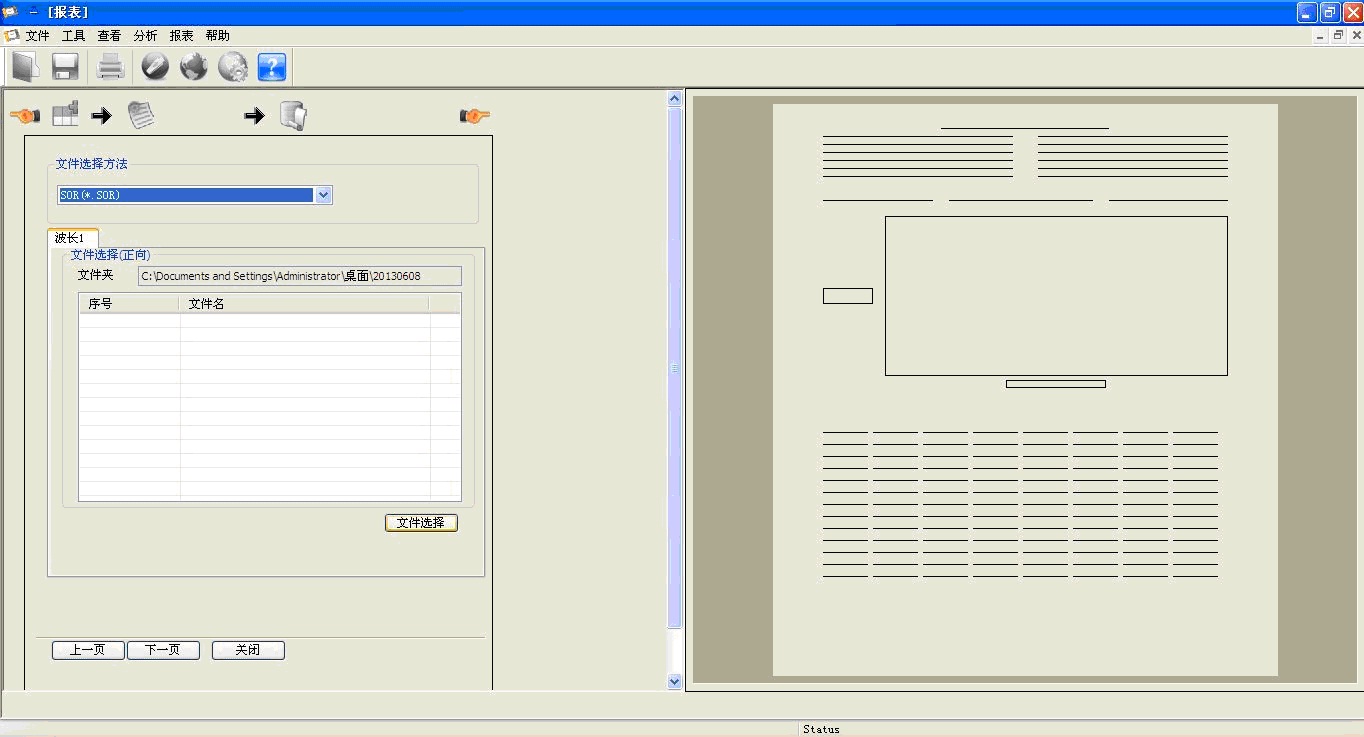 - [报表]
文件 工具 查看 分析 报表 帮助
文件选择方法
SOR(*.SOR)
波长1
文件选择(正向)
文件夹 C:\Documents and Settings\Administrator\桌面\20130608
序号 文件名
文件选择
上一页 下一页 关闭
Status